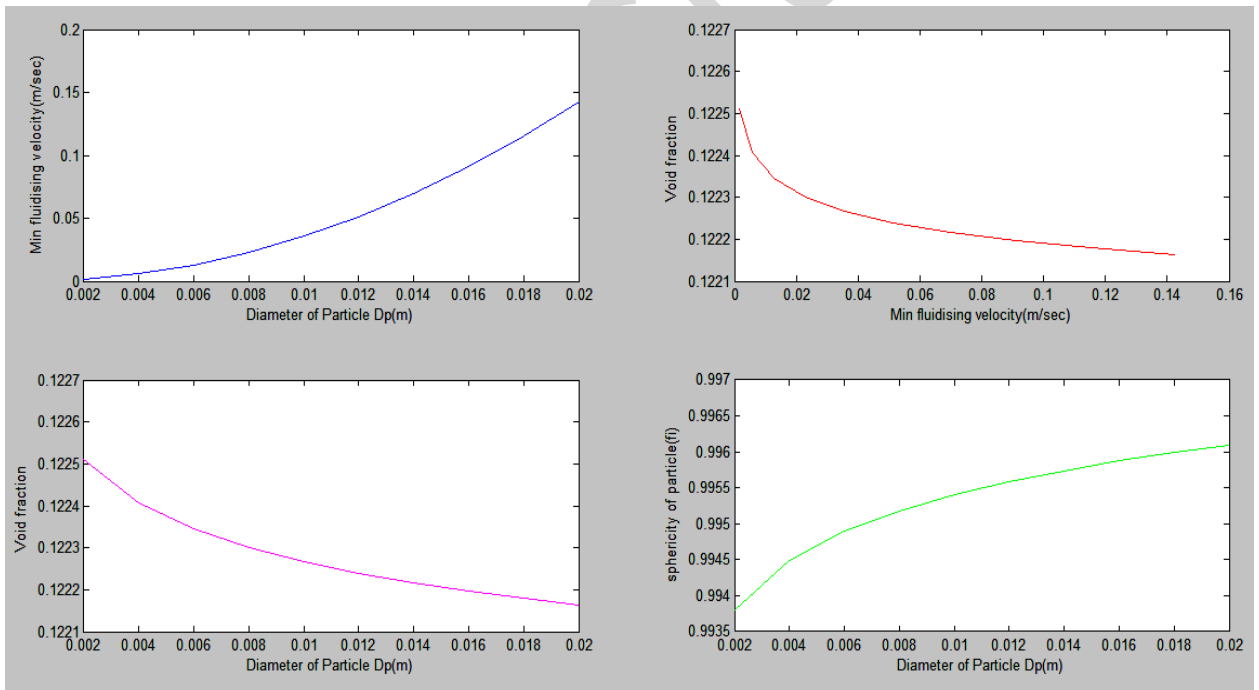 Min fluidising velocity(m/sec)
0.2
0.15
0.1
0.05
0
0.002 0.004 0.006 0.008 0.01 0.012 0.014 0.016 0.018 0.02
Diameter of Particle Dp(m)
Void fraction
0.1227
0.1226
0.1225
0.1224
0.1223
0.1222
0.1221
0 0.02 0.04 0.06 0.08 0.1 0.12 0.14 0.16
Min fluidising velocity(m/sec)
Void fraction
0.1227
0.1226
0.1225
0.1224
0.1223
0.1222
0.1221
0.002 0.004 0.006 0.008 0.01 0.012 0.014 0.016 0.018 0.02
Diameter of Particle Dp(m)
sphericity of particle(fi)
0.997
0.9965
0.996
0.9955
0.995
0.9945
0.994
0.9935
0.002 0.004 0.006 0.008 0.01 0.012 0.014 0.016 0.018 0.02
Diameter of Particle Dp(m)